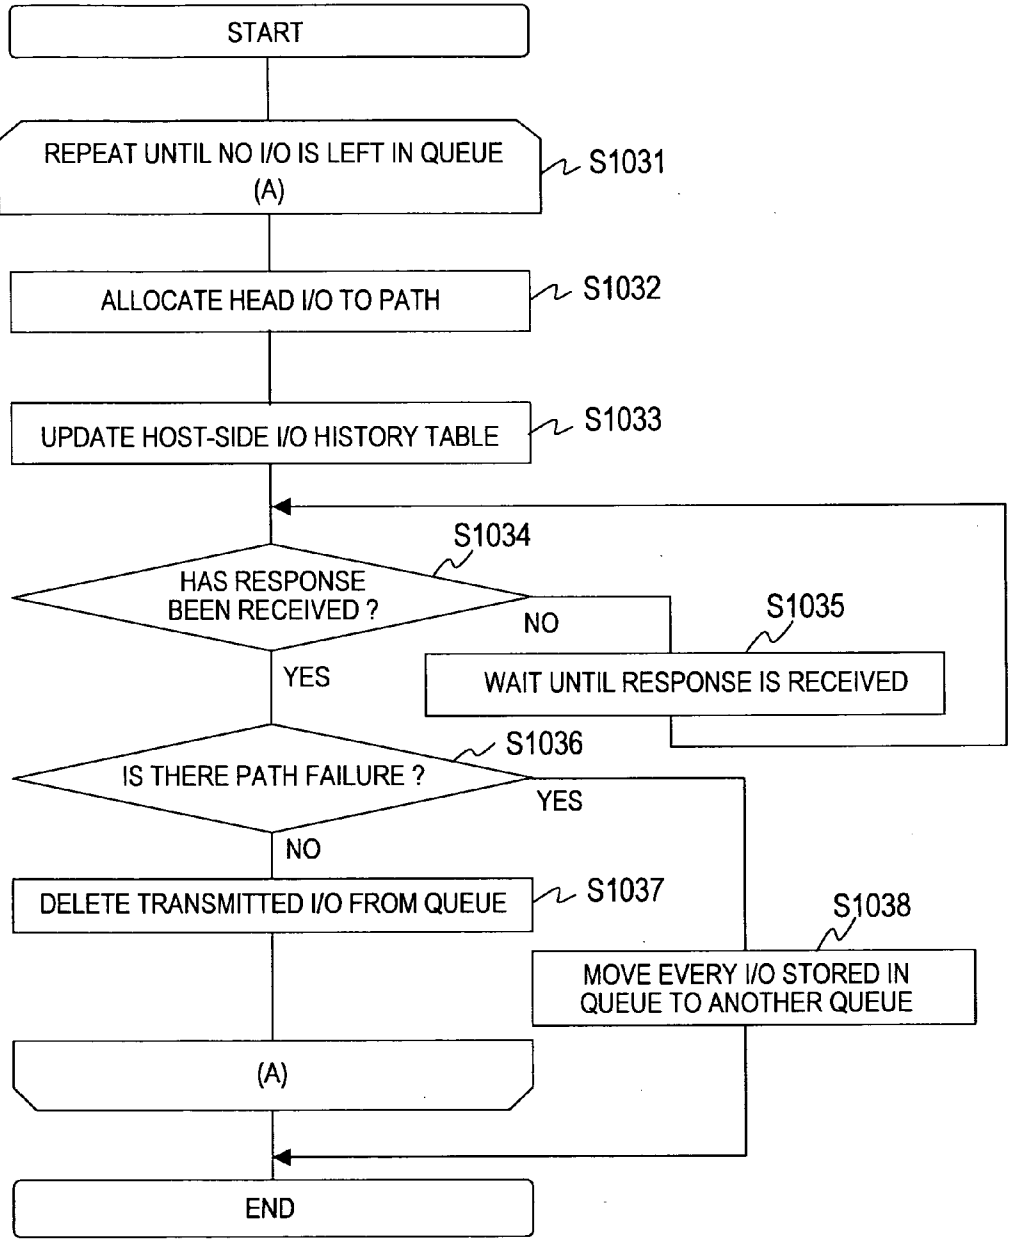 START
REPEAT UNTIL NO I/O IS LEFT IN QUEUE
(A)
S1031
ALLOCATE HEAD I/O TO PATH
S1032
UPDATE HOST-SIDE I/O HISTORY TABLE
S1033
S1034
HAS RESPONSE
BEEN RECEIVED ?
NO
S1035
YES
WAIT UNTIL RESPONSE IS RECEIVED
S1036
IS THERE PATH FAILURE ?
YES
NO
DELETE TRANSMITTED I/O FROM QUEUE
S1037
S1038
MOVE EVERY I/O STORED IN
QUEUE TO ANOTHER QUEUE
(A)
END